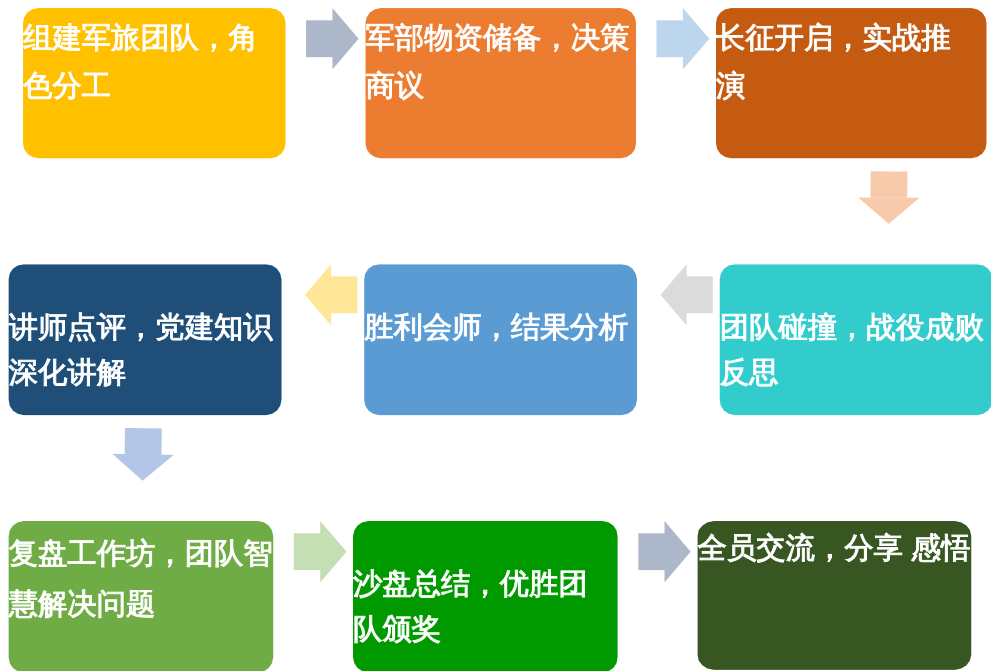 组建军旅团队，角
色分工
军部物资储备，决策
商议
长征开启，实战推
演
团队碰撞，战役成败
反思
胜利会师，结果分析
讲师点评，党建知识
深化讲解
复盘工作坊，团队智
慧解决问题
沙盘总结，优胜团
队颁奖
全员交流，分享 感悟